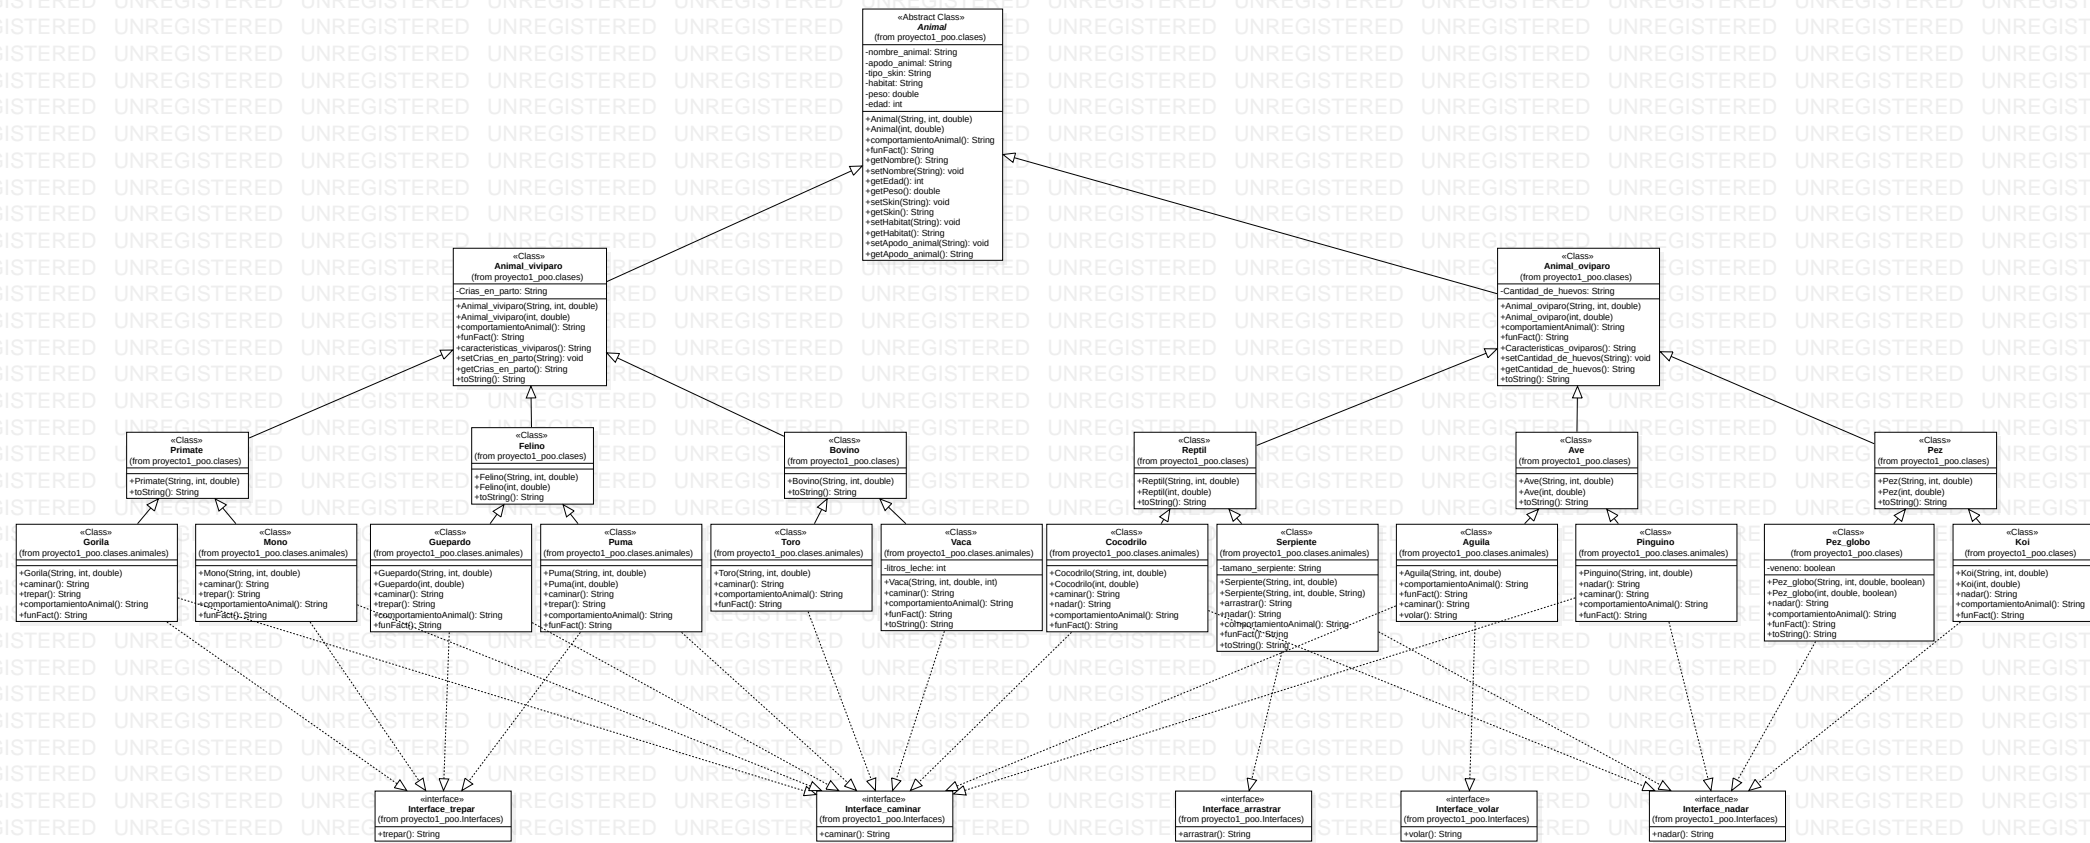 «Abstract Class»
Animal
(from proyecto1_poo.clases)
-nombre_animal: String
-apodo_animal: String
-tipo_skin: String
-habitat: String
-peso: double
-edad: int
+Animal(String, int, double)
+Animal(int, double)
+comportamientoAnimal(): String
+funFact(): String
+getNombre(): String
+setNombre(String): void
+getEdad(): int
+getPeso(): double
+setSkin(String): void
+getSkin(): String
+setHabitat(String): void
+getHabitat(): String
+setApodo_animal(String): void
+getApodo_animal(): String
«Class»
Animal_viviparo
(from proyecto1_poo.clases)
-Crias_en_parto: String
+Animal_viviparo(String, int, double)
+Animal_viviparo(int, double)
+comportamientoAnimal(): String
+funFact(): String
+caracteristicas_viviparos(): String
+setCrias_en_parto(String): void
+getCrias_en_parto(): String
+toString(): String
«Class»
Animal_oviparo
(from proyecto1_poo.clases)
-Cantidad_de_huevos: String
+Animal_oviparo(String, int, double)
+Animal_oviparo(int, double)
+comportamientAnimal(): String
+funFact(): String
+Caracteristicas_oviparos(): String
+setCantidad_de_huevos(String): void
+getCantidad_de_huevos(): String
+toString(): String
«Class»
Primate
(from proyecto1_poo.clases)
+Primate(String, int, double)
+toString(): String
«Class»
Felino
(from proyecto1_poo.clases)
+Felino(String, int, double)
+Felino(int, double)
+toString(): String
«Class»
Bovino
(from proyecto1_poo.clases)
+Bovino(String, int, double)
+toString(): String
«Class»
Reptil
(from proyecto1_poo.clases)
+Reptil(String, int, double)
+Reptil(int, double)
+toString(): String
«Class»
Ave
(from proyecto1_poo.clases)
+Ave(String, int, double)
+Ave(int, double)
+toString(): String
«Class»
Pez
(from proyecto1_poo.clases)
+Pez(String, int, double)
+Pez(int, double)
+toString(): String
«Class»
Gorila
(from proyecto1_poo.clases.animales)
+Gorila(String, int, double)
+caminar(): String
+trepar(): String
+comportamientoAnimal(): String
+funFact(): String
«Class»
Mono
(from proyecto1_poo.clases.animales)
+Mono(String, int, double)
+caminar(): String
+trepar(): String
+comportamientoAnimal(): String
+funFact(): String
«Class»
Guepardo
(from proyecto1_poo.clases.animales)
+Guepardo(String, int, double)
+Guepardo(int, double)
+caminar(): String
+trepar(): String
+comportamientoAnimal(): String
+funFact(): String
«Class»
Puma
(from proyecto1_poo.clases.animales)
+Puma(String, int, double)
+Puma(int, double)
+caminar(): String
+trepar(): String
+comportamientoAnimal(): String
+funFact(): String
«Class»
Toro
(from proyecto1_poo.clases.animales)
+Toro(String, int, double)
+caminar(): String
+funFact(): String
«Class»
Vaca
(from proyecto1_poo.clases.animales)
-litros_leche: int
+Vaca(String, int, double, int)
+caminar(): String
+comportamientoAnimal(): String
+funFact(): String
+toString(): String
«Class»
Cocodrilo
(from proyecto1_poo.clases.animales)
+Cocodrilo(String, int, double)
+Cocodrilo(int, double)
+caminar(): String
+nadar(): String
+comportamientoAnimal(): String
+funFact(): String
«Class»
Serpiente
(from proyecto1_poo.clases.animales)
-tamano_serpiente: String
+Serpiente(String, int, double)
+Serpiente(String, int, double, String)
+arrastrar(): String
+nadar(): String
+comportamientoAnimal(): String
+funFact(): String
+toString(): String
«Class»
Aguila
(from proyecto1_poo.clases.animales)
+Aguila(String, int, doube)
+comportamientoAnimal(): String
+funFact(): String
+caminar(): String
+volar(): String
«Class»
Pinguino
(from proyecto1_poo.clases.animales)
+Pinguino(String, int, double)
+nadar(): String
+caminar(): String
+comportamientoAnimal(): String
+funFact(): String
«Class»
Pez_globo
(from proyecto1_poo.clases)
-veneno: boolean
+Pez_globo(String, int, double, boolean)
+Pez_globo(int, double, boolean)
+nadar(): String
+comportamientoAnimal(): String
+funFact(): String
+toString(): String
«Class»
Koi
(from proyecto1_poo.clases)
+Koi(String, int, double)
+Koi(int, double)
+nadar(): String
+comportamientoAnimal(): String
+funFact(): String
«interface»
Interface_trepar
(from proyecto1_poo.Interfaces)
+trepar(): String
«interface»
Interface_caminar
(from proyecto1_poo.Interfaces)
+caminar(): String
«interface»
Interface_arrastrar
(from proyecto1_poo.Interfaces)
+arrastrar(): String
«interface»
Interface_volar
(from proyecto1_poo.Interfaces)
+volar(): String
«interface»
Interface_nadar
(from proyecto1_poo.Interfaces)
+nadar(): String
UNREGISTERED